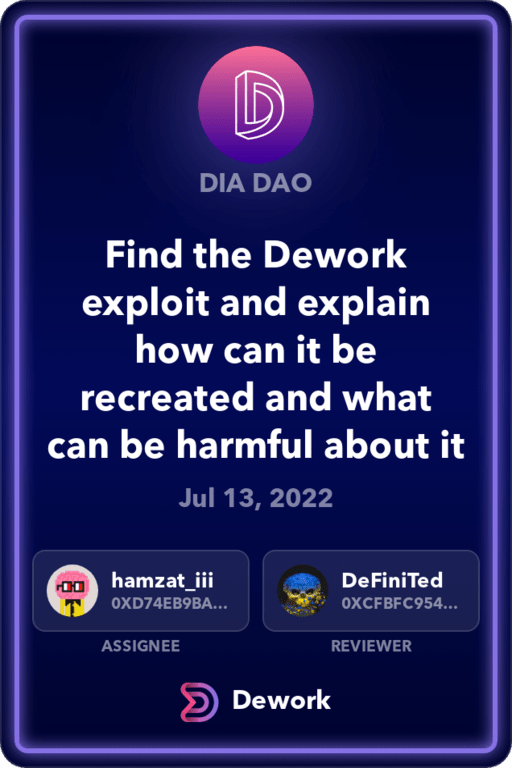 DIA DAO
Find the Dework
exploit and explain
how can it be
recreated and what
can be harmful about it
Jul 13, 2022
hamzat_iii
0XD74EB9BA...
ASSIGNEE
DeFiniTed
0XCFBFC954...
REVIEWER
Dework